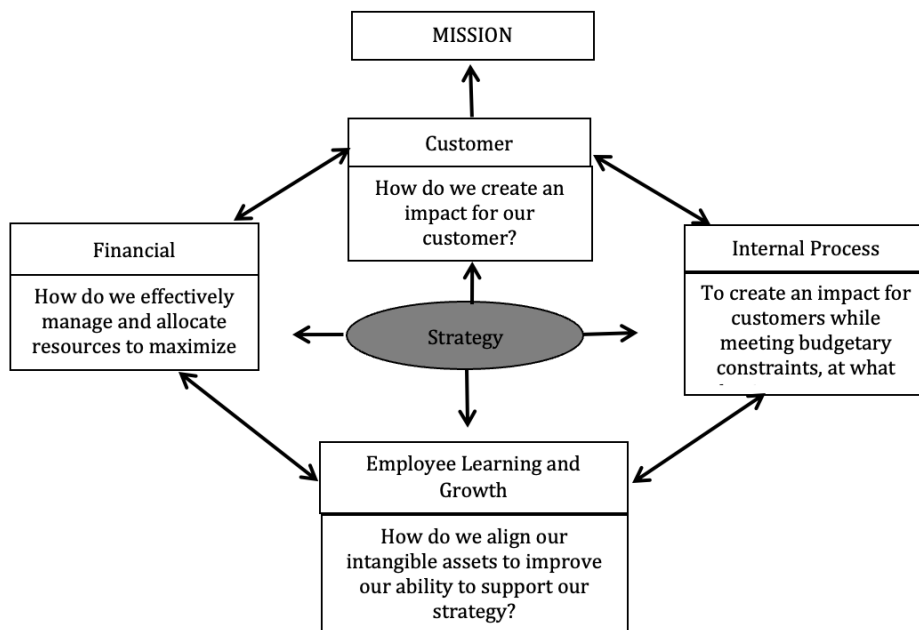 MISSION
Customer
How do we create an
impact for our
customer?
Financial
How do we effectively
manage and allocate
resources to maximize
Internal Process
To create an impact for
customers while
meeting budgetary
constraints, at what
Strategy
Employee Learning and
Growth
How do we align our
intangible assets to improve
our ability to support our
strategy?